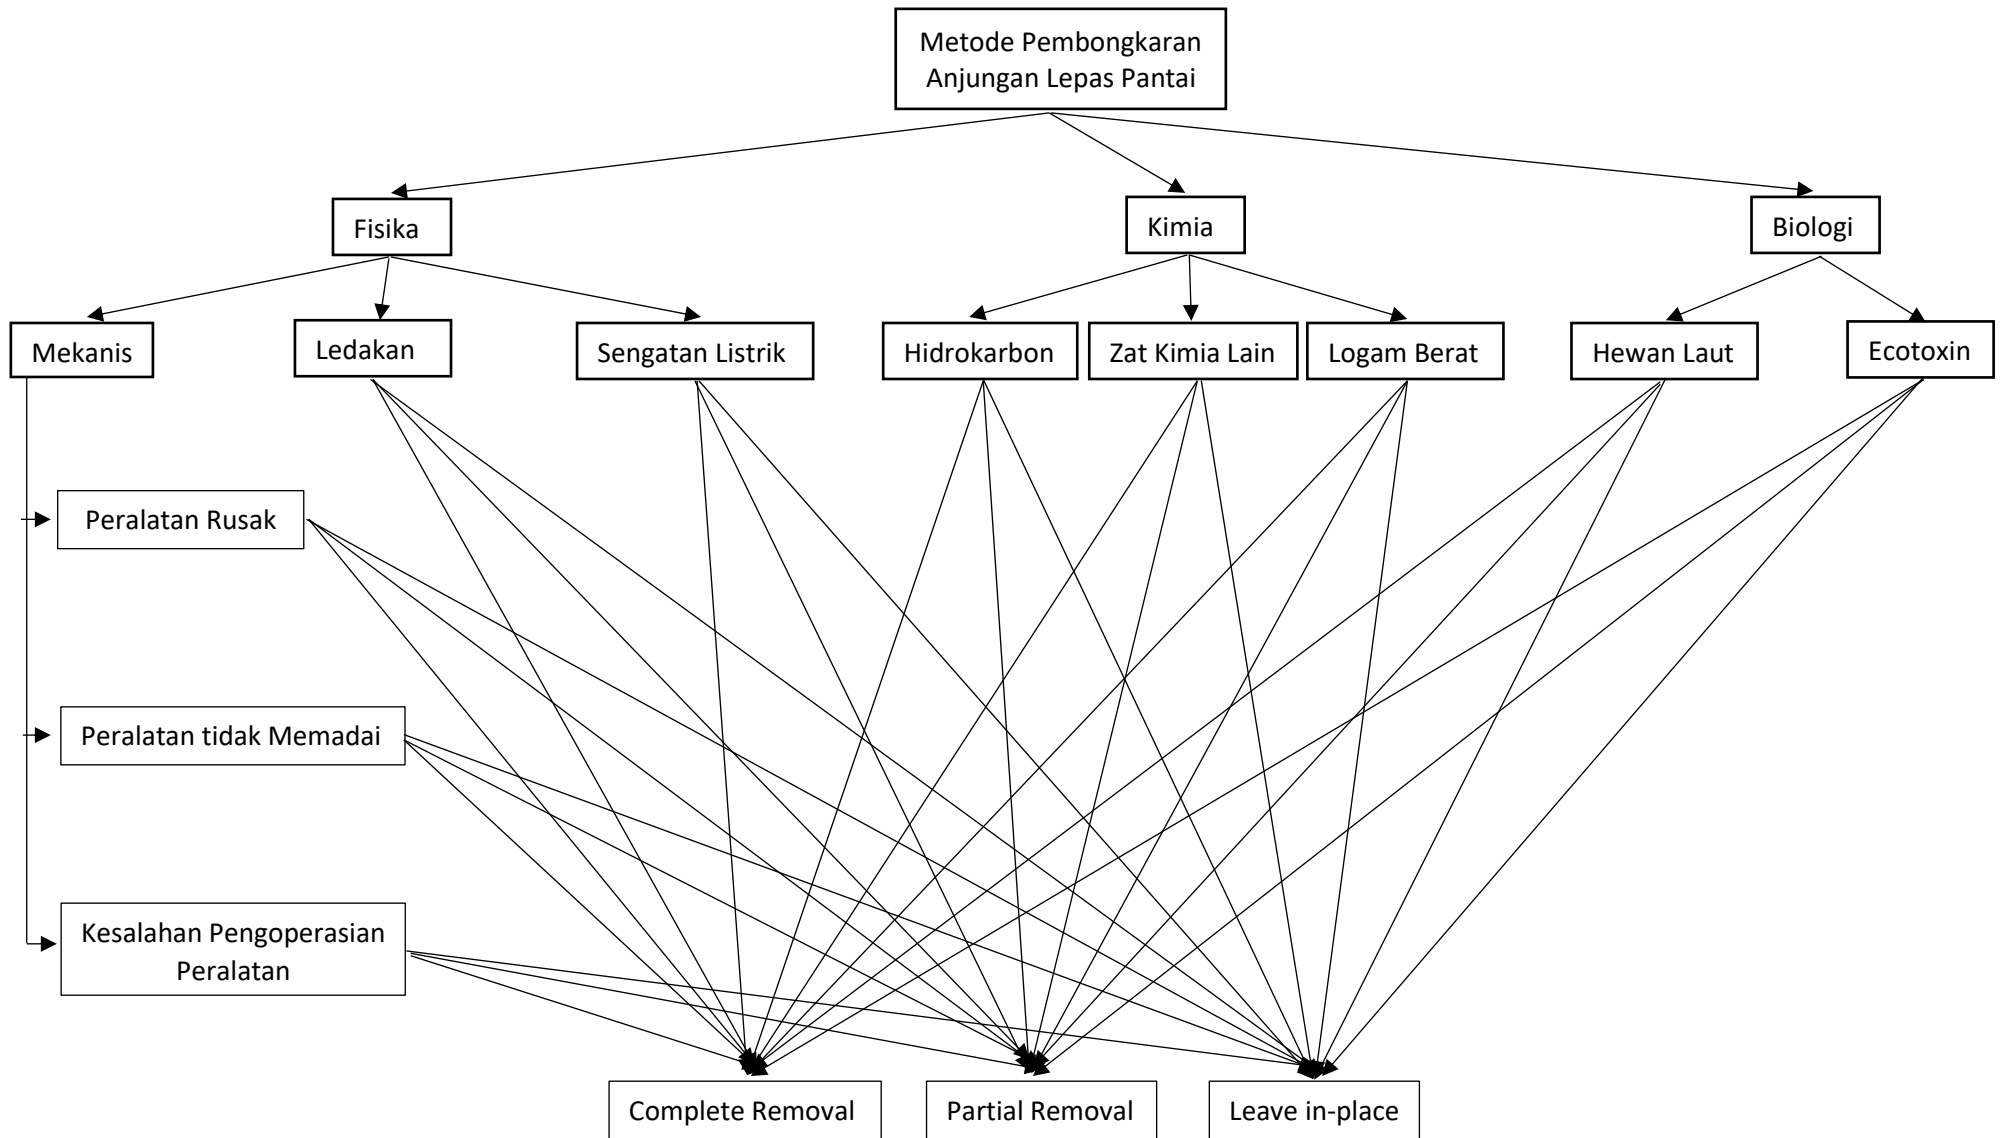 Metode Pembongkaran
Anjungan Lepas Pantai
Fisika
Kimia
Biologi
Mekanis
Ledakan
Sengatan Listrik
Hidrokarbon
Zat Kimia Lain
Logam Berat
Hewan Laut
Ecotoxin
Peralatan Rusak
Peralatan tidak Memadai
Kesalahan Pengoperasian
Peralatan
Complete Removal
Partial Removal
Leave in-place